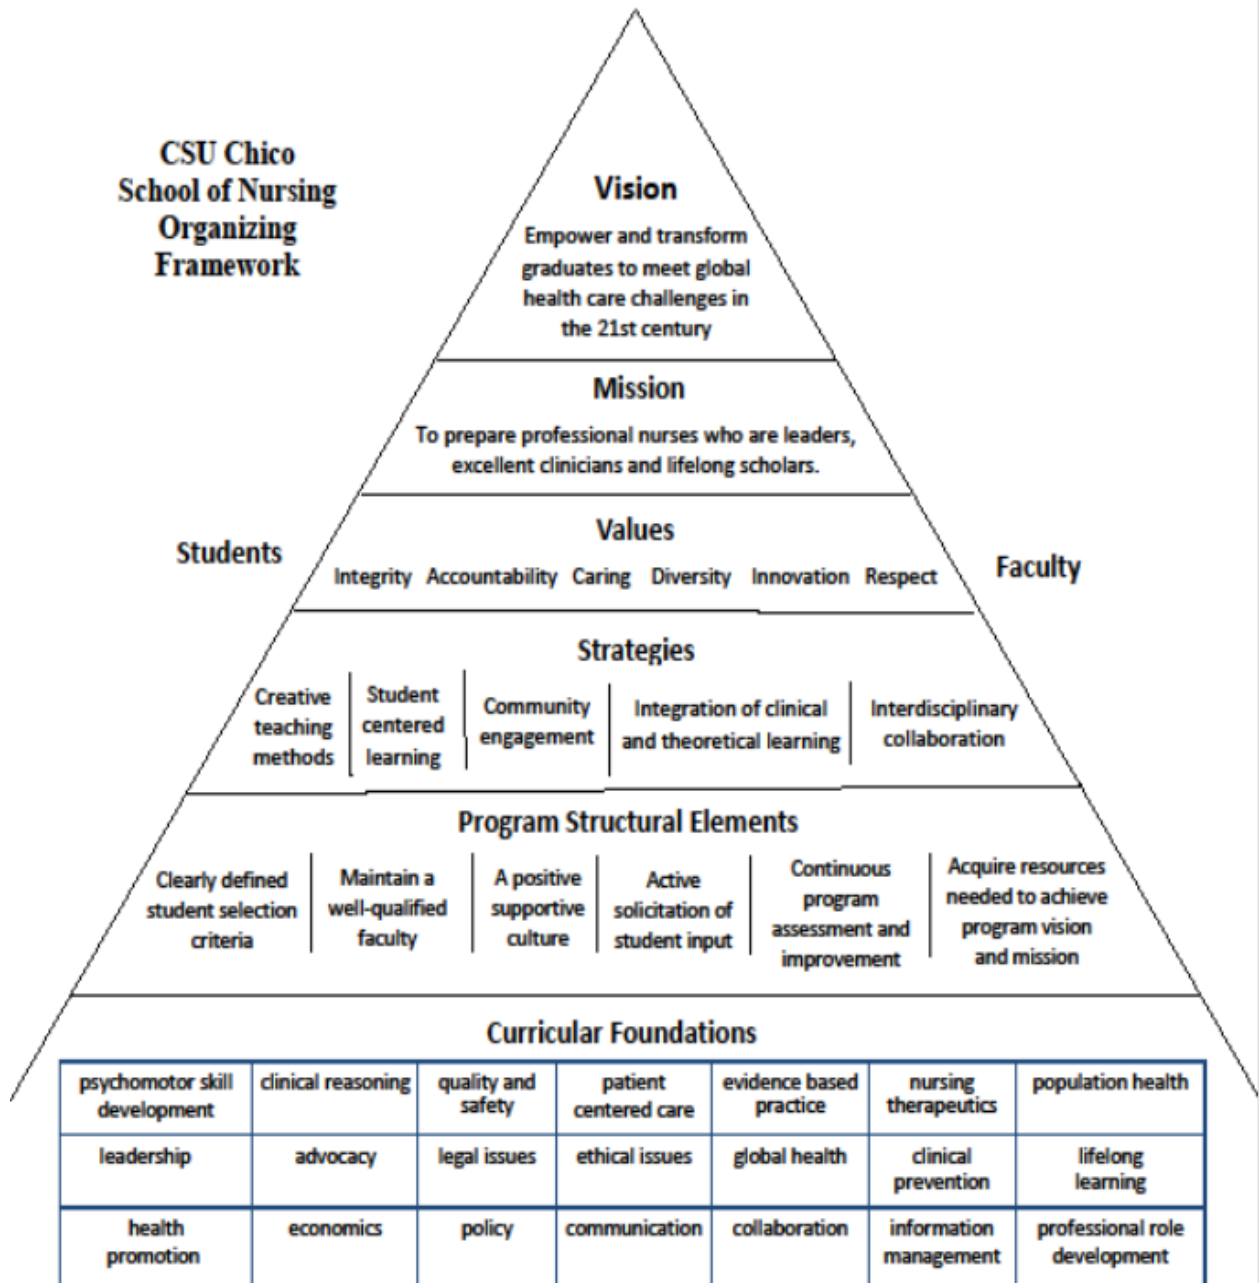 CSU Chico
School of Nursing
Organizing
Framework
Vision
Empower and transform
graduates to meet global
health care challenges in
the 21st century
Mission
To prepare professional nurses who are leaders,
excellent clinicians and lifelong scholars.
Students
Values
Integrity Accountability Caring Diversity Innovation Respect
Faculty
Strategies
Creative
teaching
methods
Student
centered
learning
Community
engagement
Integration of clinical
and theoretical learning
Interdisciplinary
collaboration
Program Structural Elements
Clearly defined
student selection
criteria
Maintain a
well-qualified
faculty
A positive
supportive
culture
Active
solicitation of
student input
Continuous
program
assessment and
improvement
Acquire resources
needed to achieve
program vision
and mission
Curricular Foundations
psychomotor skill
development
clinical reasoning
quality and
safety
patient
centered care
evidence based
practice
nursing
therapeutics
population health
leadership
advocacy
legal issues
ethical issues
global health
clinical
prevention
lifelong
learning
health
promotion
economics
policy
communication
collaboration
information
management
professional role
development